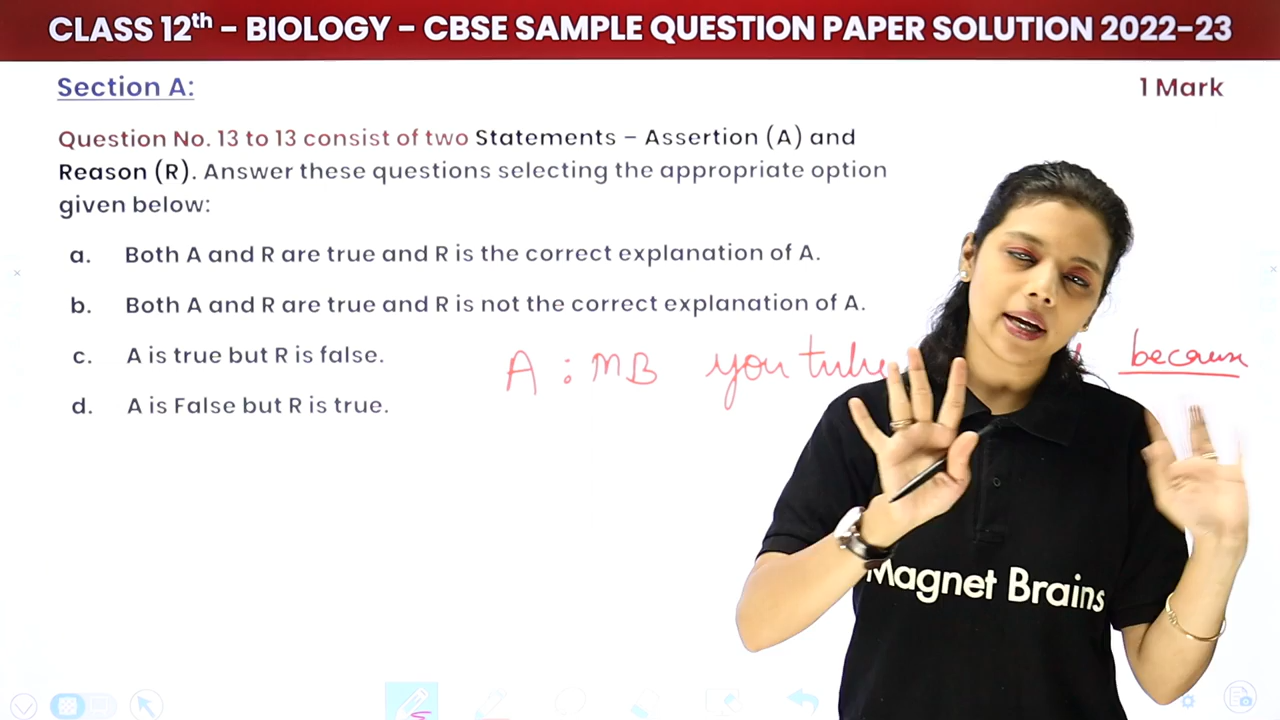 CLASS 12th – BIOLOGY – CBSE SAMPLE QUESTION PAPER SOLUTION 2022-23
Section A:
1 Mark
Question No. 13 to 13 consist of two Statements – Assertion (A) and
Reason (R). Answer these questions selecting the appropriate option
given below:
a. Both A and R are true and R is the correct explanation of A.
b. Both A and R are true and R is not the correct explanation of A.
c. A is true but R is false.
d. A is False but R is true.
A : MB youtube because
Magnet Brains